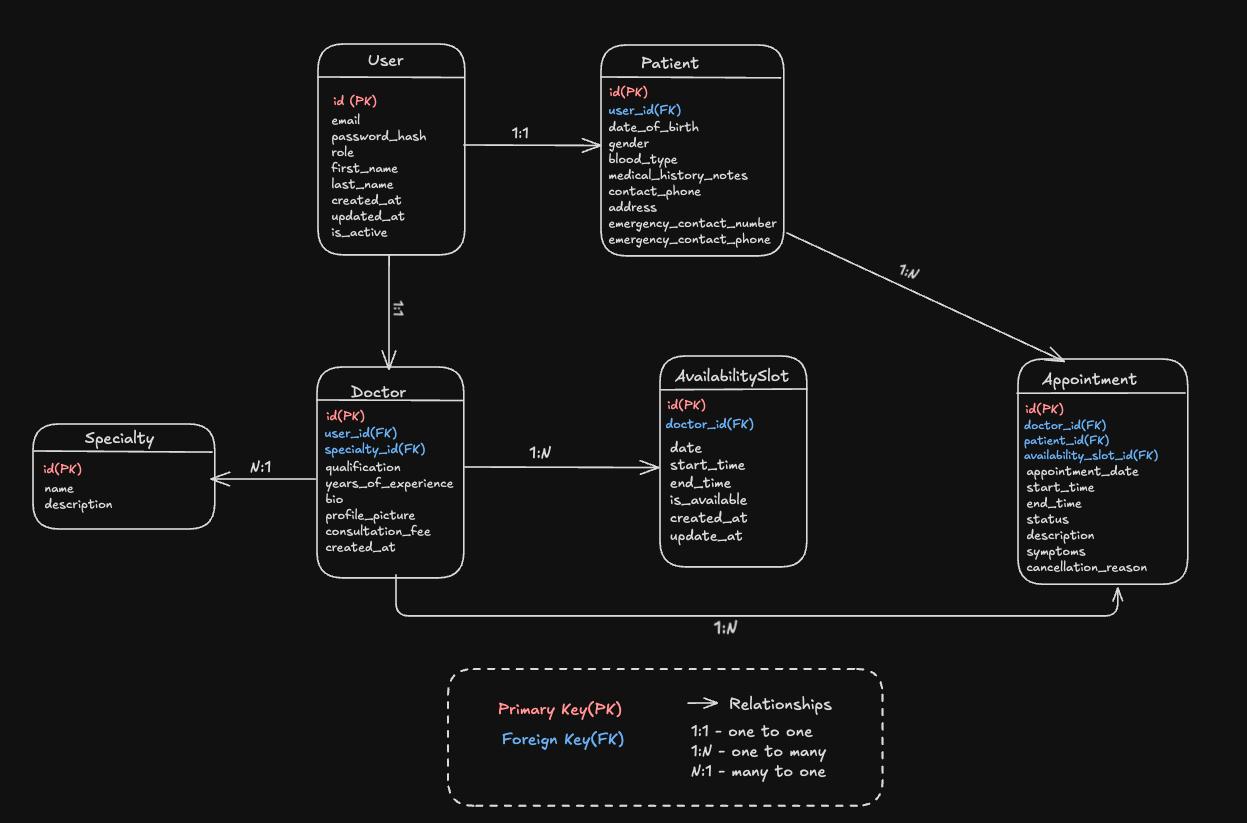 User
id (PK)
email
password_hash
role
first_name
last_name
created_at
updated_at
is_active
1:1
Patient
id(PK)
user_id(FK)
date_of_birth
gender
blood_type
medical_history_notes
contact_phone
address
emergency_contact_number
emergency_contact_phone
1:N
1:1
Specialty
id(PK)
name
description
N:1
Doctor
id(PK)
user_id(FK)
specialty_id(FK)
qualification
years_of_experience
bio
profile_picture
consultation_fee
created_at
1:N
AvailabilitySlot
id(PK)
doctor_id(FK)
date
start_time
end_time
is_available
created_at
update_at
Appointment
id(PK)
doctor_id(FK)
patient_id(FK)
availability_slot_id(FK)
appointment_date
start_time
end_time
status
description
symptoms
cancellation_reason
1:N
Primary Key(PK)
Foreign Key(FK)
Relationships
1:1 - one to one
1:N - one to many
N:1 - many to one